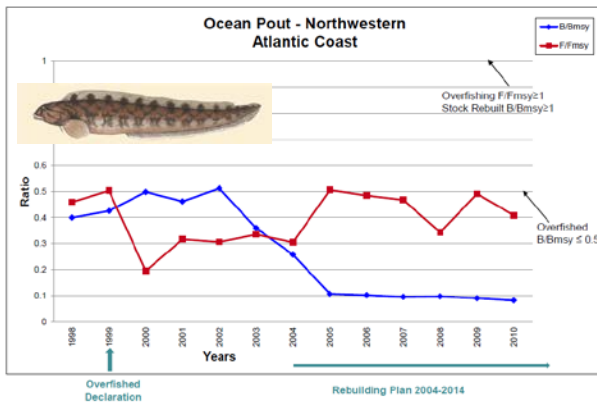 Ocean Pout - Northwestern
Atlantic Coast
B/Bmsy
F/Fmsy
1
Overfishing F/Fmsy≥1
Stock Rebuilt B/Bmsy≥1
0.6
0.5
0.4
0.3
0.2
0.1
0
Ratio
Overfished
B/Bmsy ≤ 0.5
1998
1999
2000
2001
2002
2003
2004
2005
2006
2007
2008
2009
2010
Years
Overfished
Declaration
Rebuilding Plan 2004-2014